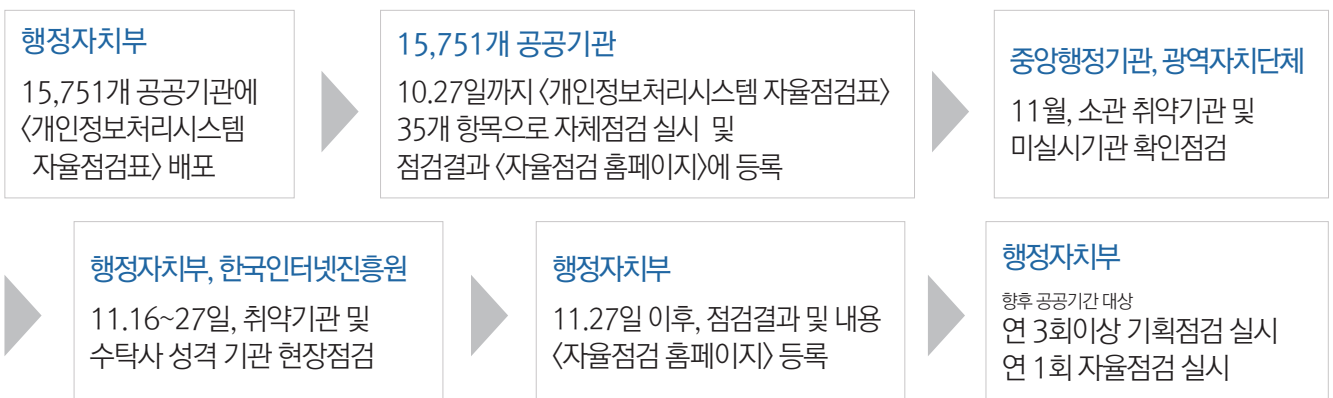 행정자치부
15,751개 공공기관에
〈개인정보처리시스템
자율점검표〉 배포
15,751개 공공기관
10.27일까지 〈개인정보처리시스템 자율점검표〉
35개 항목으로 자체점검 실시 및
점검결과 〈자율점검 홈페이지〉에 등록
중앙행정기관, 광역자치단체
11월, 소관 취약기관 및
미실시기관 확인점검
행정자치부, 한국인터넷진흥원
11.16~27일, 취약기관 및
수탁사 성격 기관 현장점검
행정자치부
11.27일 이후, 점검결과 및 내용
〈자율점검 홈페이지〉 등록
행정자치부
향후 공공기간 대상
연 3회이상 기획점검 실시
연 1회 자율점검 실시